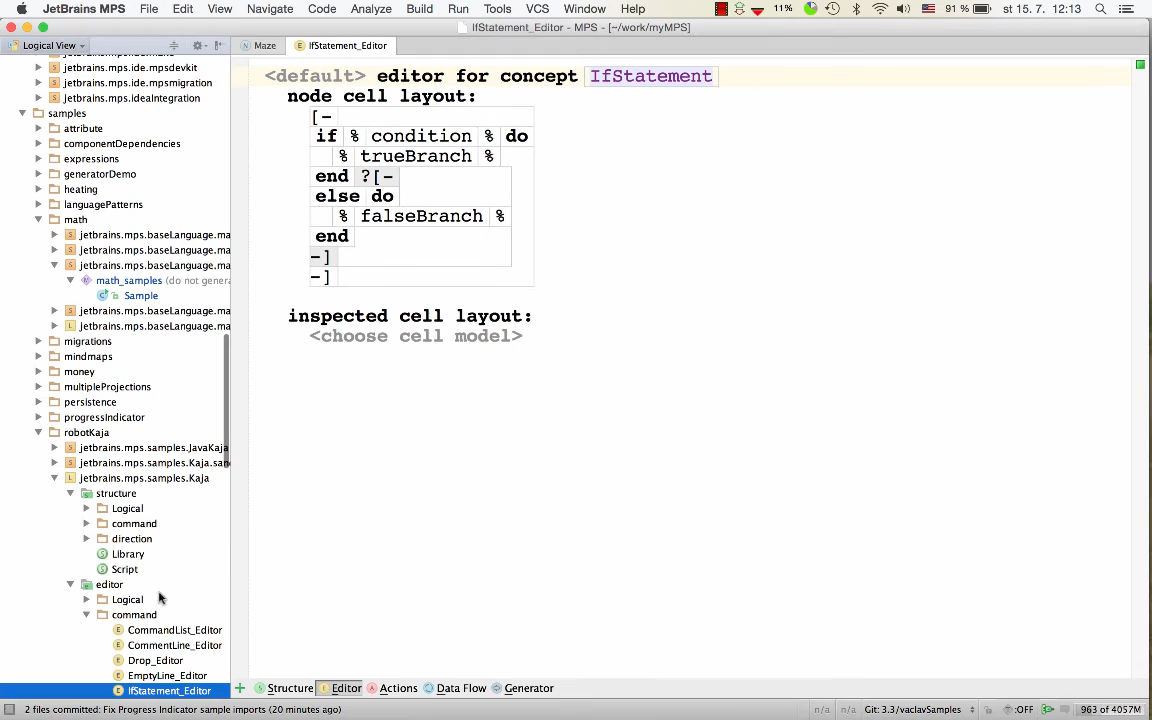 JetBrains MPS File Edit View Navigate Code Analyze Build Run Tools VCS Window Help 11% 91 % st 15. 7. 12:13
IfStatement_Editor - MPS - [~/work/myMPS]
Logical View Maze IfStatement_Editor
jetbrains.mps.ide.mpsdevkit
jetbrains.mps.ide.mpsmigration
jetbrains.mps.ideaIntegration
samples
attribute
componentDependencies
expressions
generatorDemo
heating
languagePatterns
math
jetbrains.mps.baseLanguage.ma
jetbrains.mps.baseLanguage.ma
jetbrains.mps.baseLanguage.ma
math_samples (do not genera
Sample
jetbrains.mps.baseLanguage.ma
jetbrains.mps.baseLanguage.ma
migrations
mindmaps
money
multipleProjections
persistence
progressIndicator
robotKaja
jetbrains.mps.samples.JavaKaja
jetbrains.mps.samples.Kaja.san
jetbrains.mps.samples.Kaja
structure
Logical
command
direction
Library
Script
editor
Logical
command
CommandList_Editor
CommentLine_Editor
Drop_Editor
EmptyLine_Editor
IfStatement_Editor
<default> editor for concept IfStatement
node cell layout:
[-
if % condition % do
% trueBranch %
end ?[-
else do
% falseBranch %
end
-]
-]
inspected cell layout:
<choose cell model>
+ Structure Editor Actions Data Flow Generator
2 files committed: Fix Progress Indicator sample imports (20 minutes ago) n/a n/a Git: 3.3/vaclavSamples :OFF 963 of 4057M